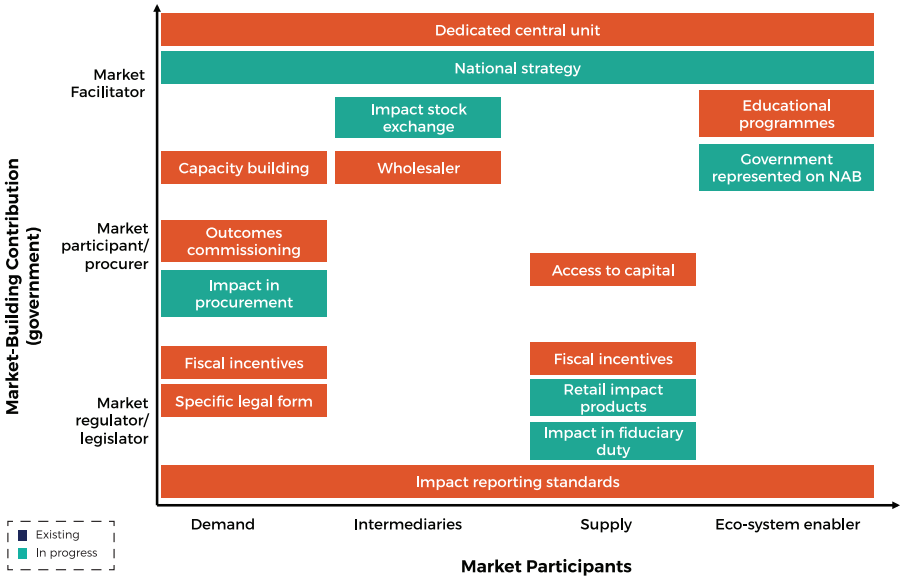 Dedicated central unit
National strategy
Market
Facilitator
Impact stock
exchange
Educational
programmes
Capacity building
Wholesaler
Government
represented on NAB
Market-Building Contribution
(government)
Market
participant/
procurer
Outcomes
commissioning
Access to capital
Impact in
procurement
Fiscal incentives
Fiscal incentives
Market
regulator/
legislator
Specific legal form
Retail impact
products
Impact in fiduciary
duty
Impact reporting standards
Demand
Intermediaries
Supply
Eco-system enabler
Existing
In progress
Market Participants